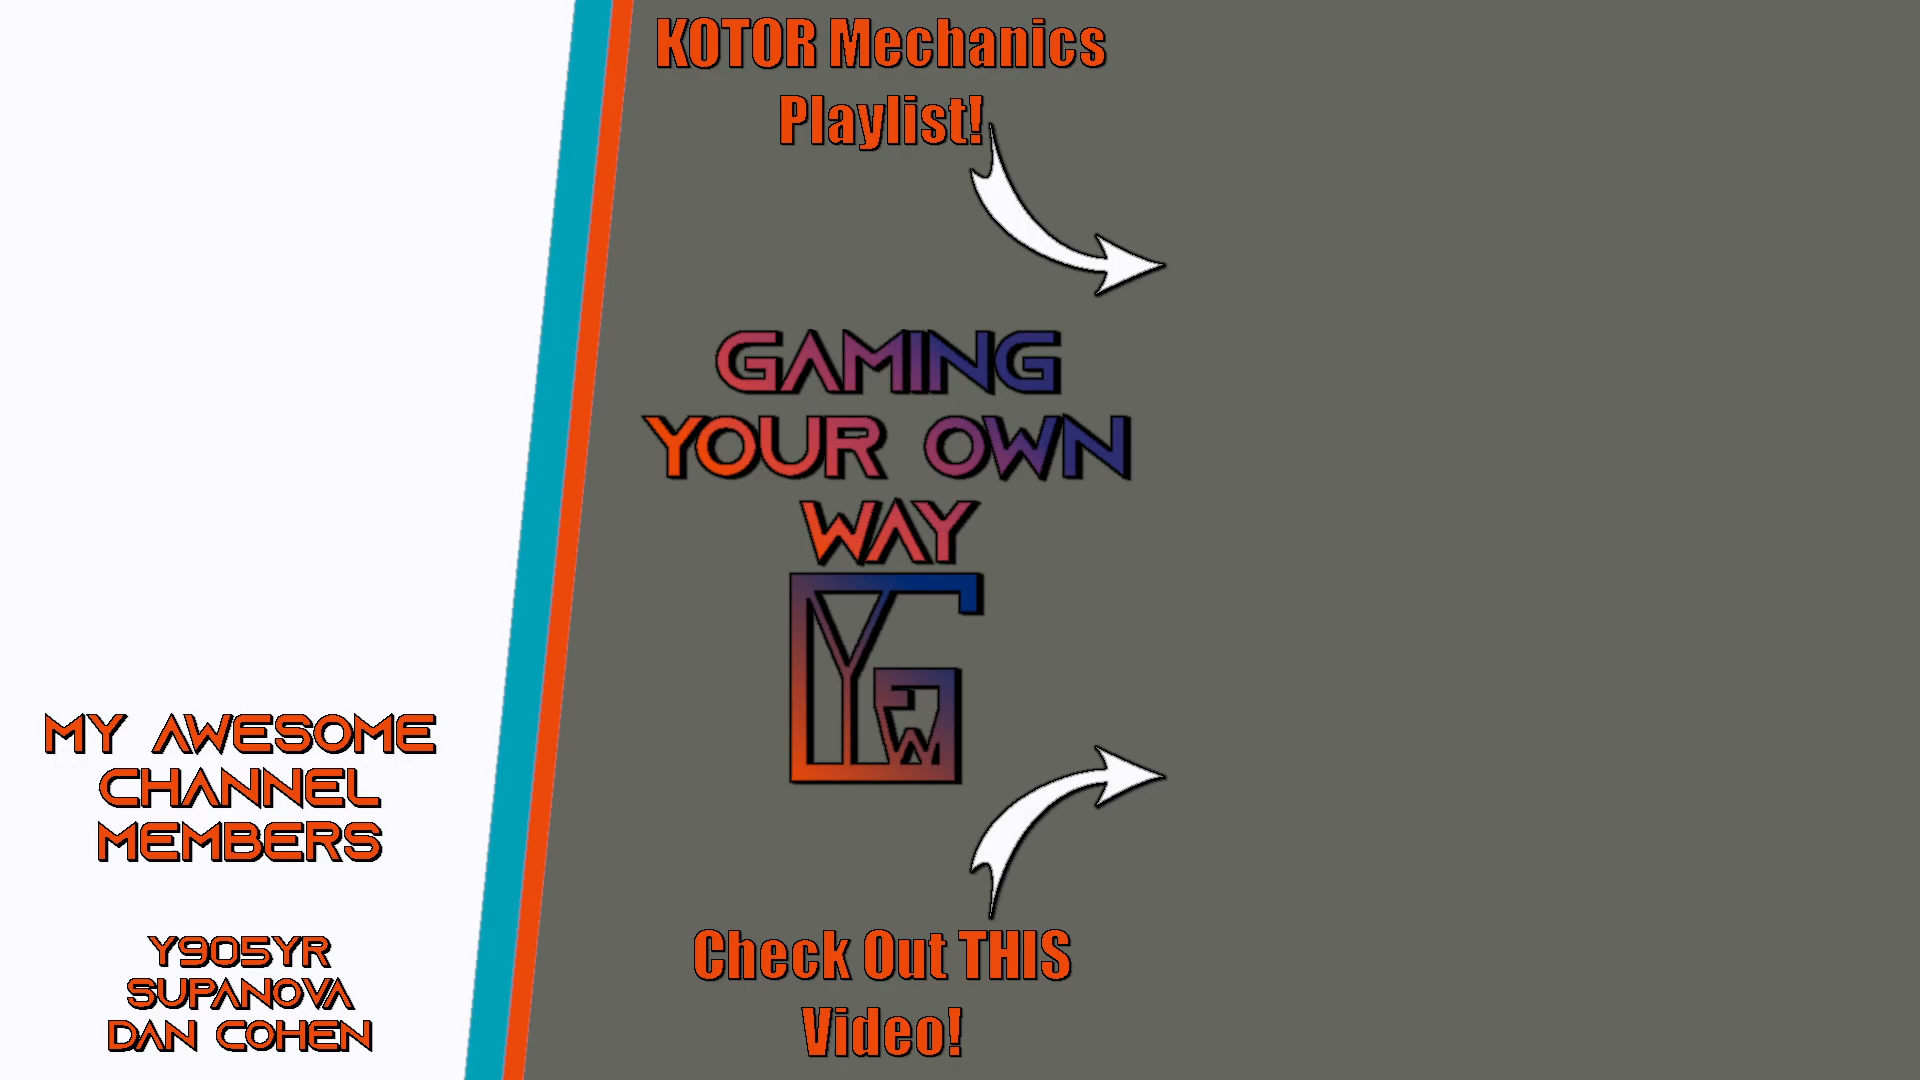 KOTOR Mechanics
Playlist!
GAMING
YOUR OWN
WAY
MY AWESOME
CHANNEL
MEMBERS
Y905YR
SUPANOVA
DAN COHEN
Check Out THIS
Video!